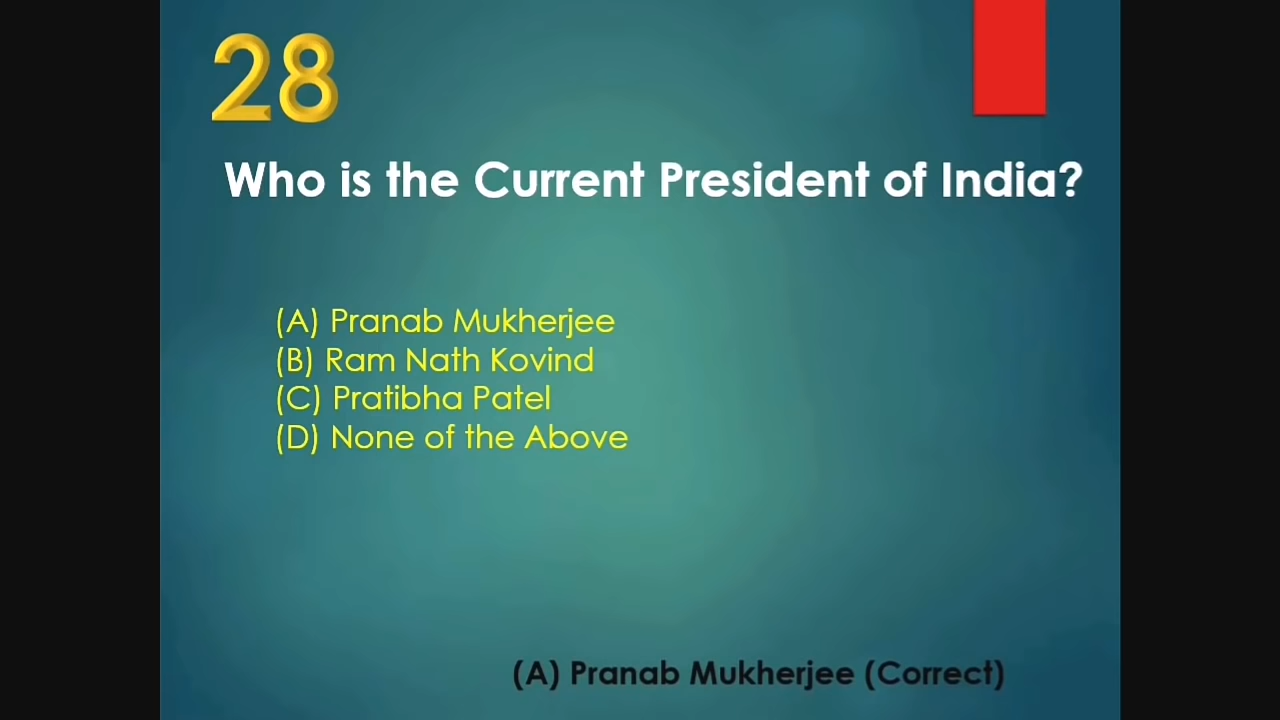 28
Who is the Current President of India?
(A) Pranab Mukherjee
(B) Ram Nath Kovind
(C) Pratibha Patel
(D) None of the Above
(A) Pranab Mukherjee (Correct)